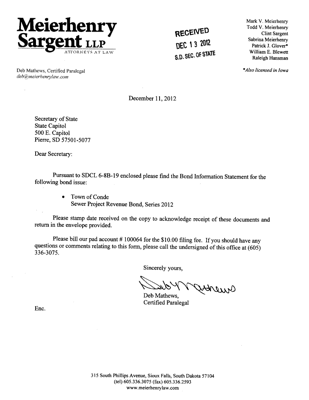 Meierhenry
Sargent LLP
ATTORNEYS AT LAW
Deb Mathews, Certified Paralegal
deb@meierhenrylaw.com
RECEIVED
DEC 13 2012
S.D. SEC. OF STATE
Mark V. Meierhenry
Todd V. Meierhenry
Clint Sargent
Sabrina Meierhenry
Patrick J. Glover*
William E. Blewett
Raleigh Hansman
*Also licensed in Iowa
December 11, 2012
Secretary of State
State Capitol
500 E. Capitol
Pierre, SD 57501-5077
Dear Secretary:
Pursuant to SDCL 6-8B-19 enclosed please find the Bond Information Statement for the
following bond issue:
• Town of Conde
Sewer Project Revenue Bond, Series 2012
Please stamp date received on the copy to acknowledge receipt of these documents and
return in the envelope provided.
Please bill our pad account # 100064 for the $10.00 filing fee. If you should have any
questions or comments relating to this form, please call the undersigned of this office at (605)
336-3075.
Sincerely yours,
Deb Mathews
Deb Mathews,
Certified Paralegal
Enc.
315 South Phillips Avenue, Sioux Falls, South Dakota 57104
(tel) 605.336.3075 (fax) 605.336.2593
www.meierhenrylaw.com